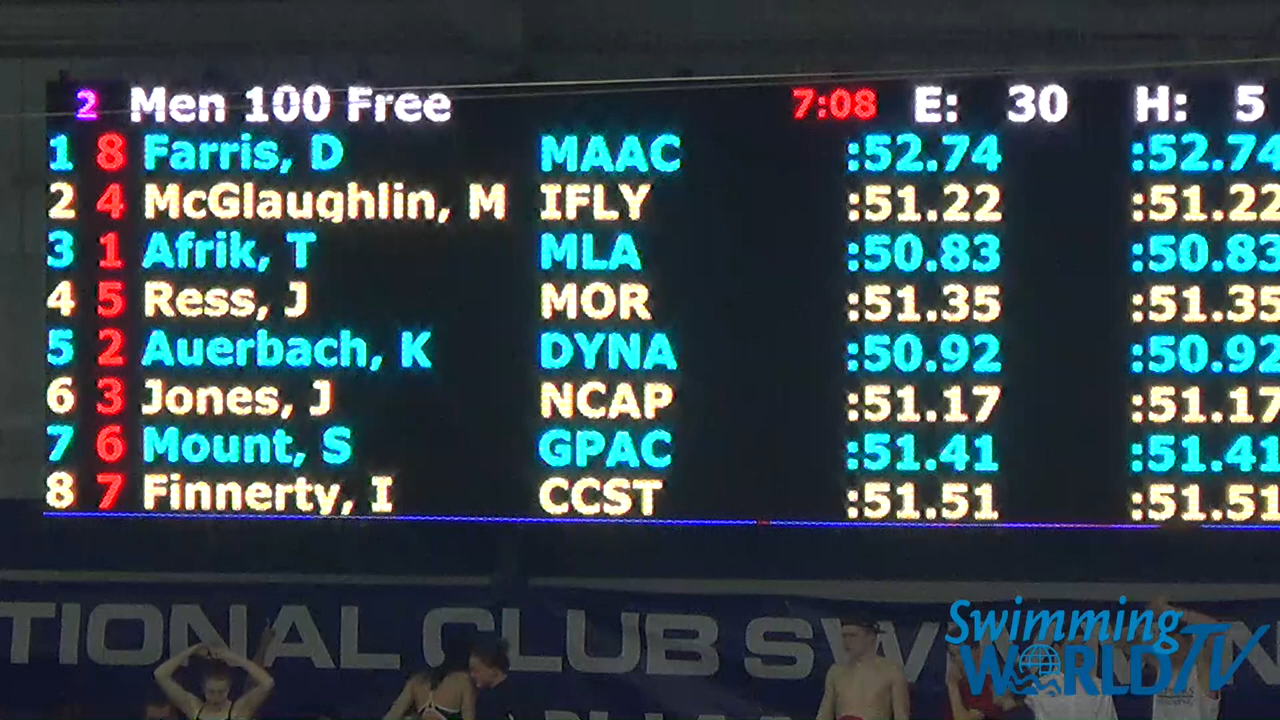 2 Men 100 Free 7:08 E: 30 H: 5
1 8 Farris, D MAAC :52.74 :52.74
2 4 McGlaughlin, M IFLY :51.22 :51.22
3 1 Afrik, T MLA :50.83 :50.83
4 5 Ress, J MOR :51.35 :51.35
5 2 Auerbach, K DYNA :50.92 :50.92
6 3 Jones, J NCAP :51.17 :51.17
7 6 Mount, S GPAC :51.41 :51.41
8 7 Finnerty, I CCST :51.51 :51.51
TIONAL CLUB SW
Swimming
WORLD TV